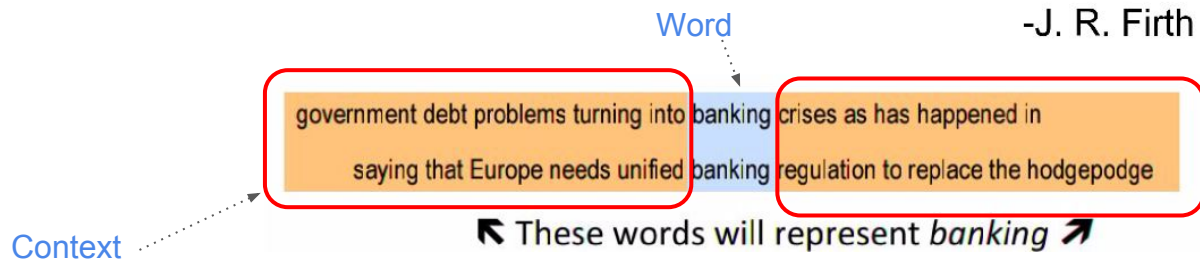 Word
-J. R. Firth
government debt problems turning into banking crises as has happened in
saying that Europe needs unified banking regulation to replace the hodgepodge
↖ These words will represent banking ↗
Context